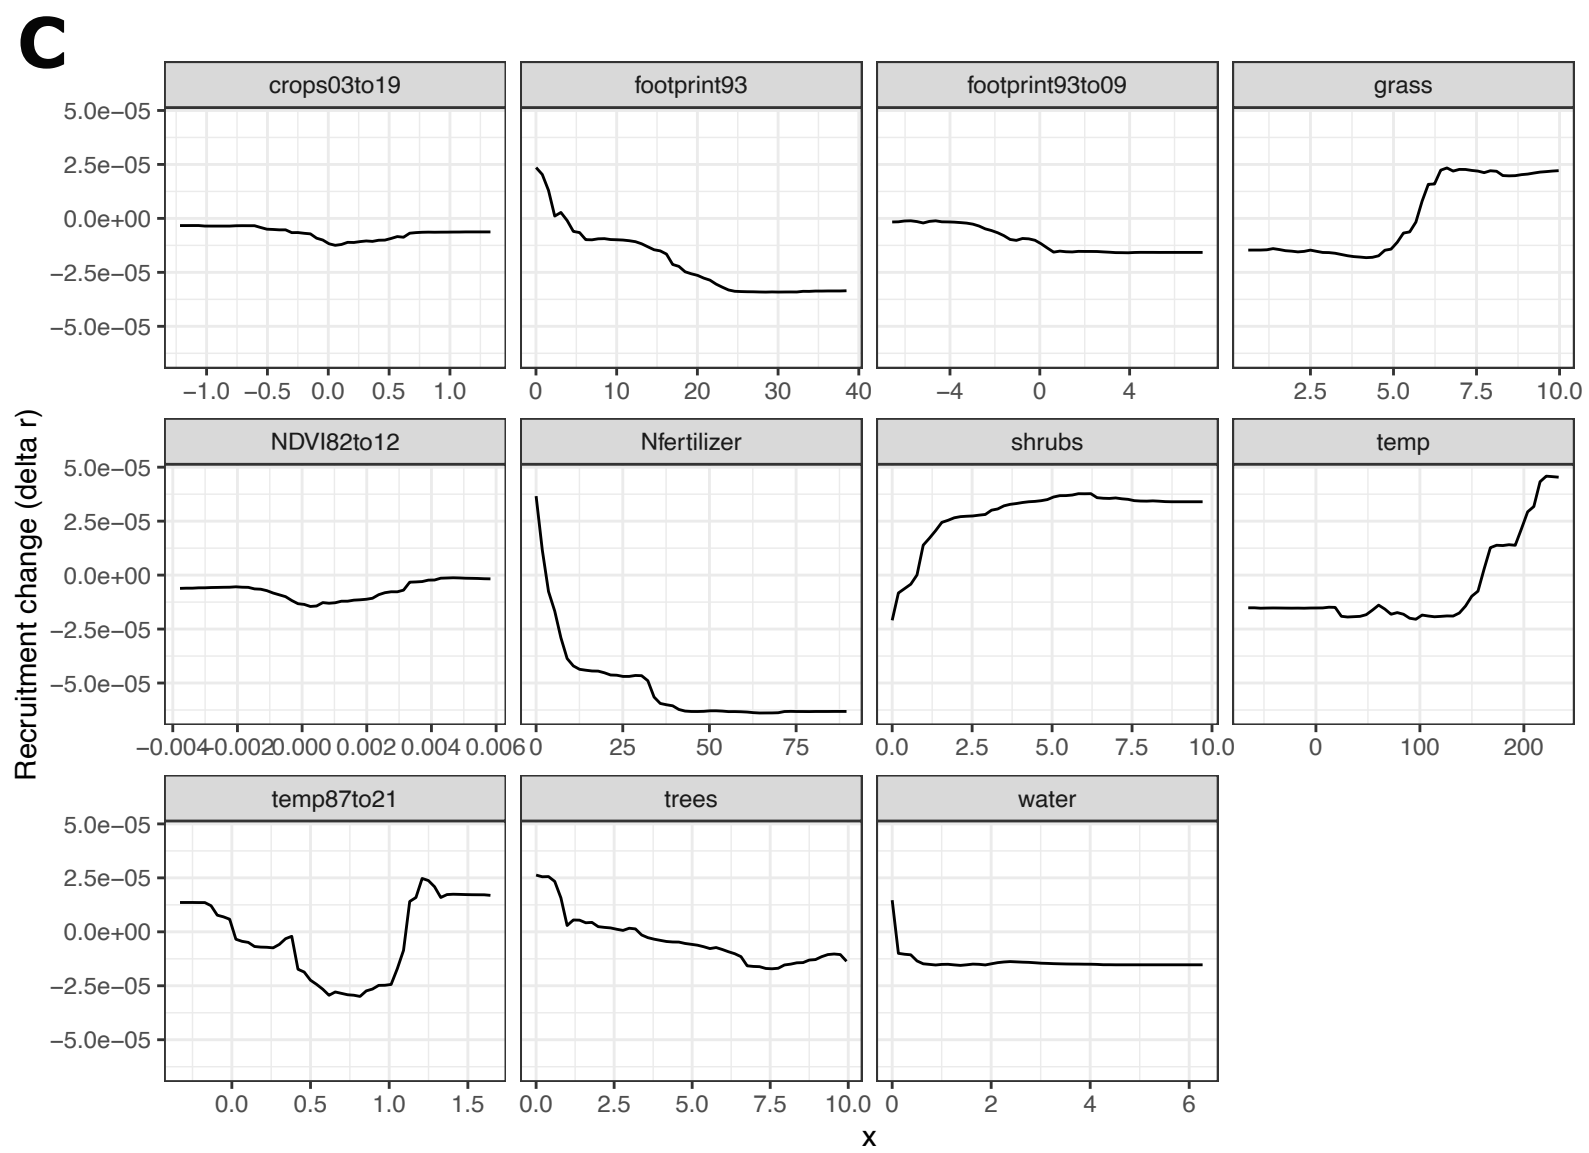 C
crops03to19 footprint93 footprint93to09 grass
5.0e−05
2.5e−05
0.0e+00
−2.5e−05
−5.0e−05
−1.0 −0.5 0.0 0.5 1.0 0 10 20 30 40 −4 0 4 2.5 5.0 7.5 10.0
Recruitment change (delta r)
NDVI82to12 Nfertilizer shrubs temp
5.0e−05
2.5e−05
0.0e+00
−2.5e−05
−5.0e−05
−0.004 −0.002 0.000 0.002 0.004 0.006 0 25 50 75 0.0 2.5 5.0 7.5 10.0 0 100 200
temp87to21 trees water
5.0e−05
2.5e−05
0.0e+00
−2.5e−05
−5.0e−05
0.0 0.5 1.0 1.5 0.0 2.5 5.0 7.5 10.0 0 2 4 6
x